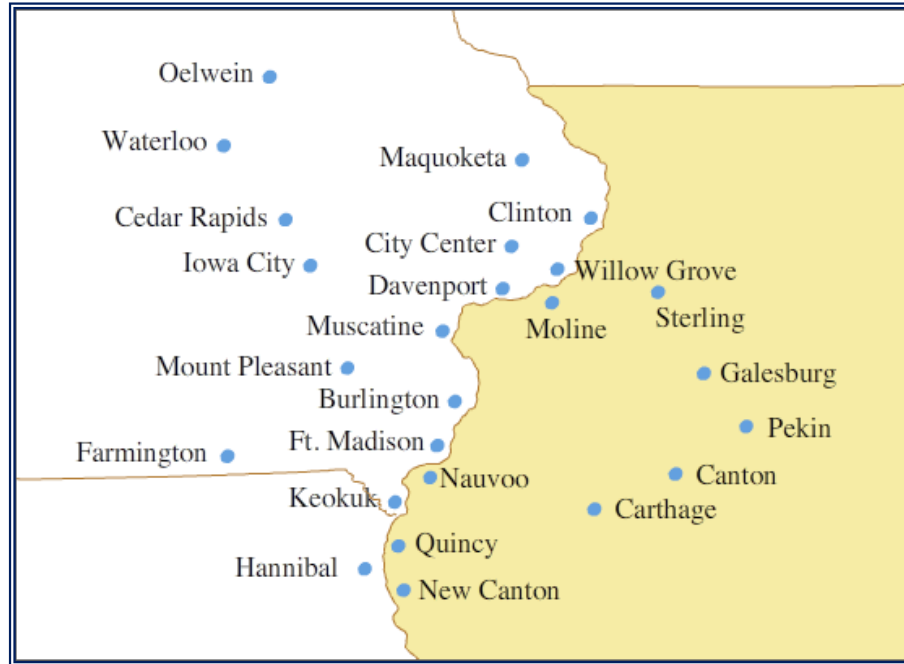 Oelwein
Waterloo
Maquoketa
Cedar Rapids
Clinton
City Center
Iowa City
Willow Grove
Davenport
Sterling
Moline
Muscatine
Mount Pleasant
Galesburg
Burlington
Pekin
Ft. Madison
Farmington
Canton
Nauvoo
Keokuk
Carthage
Quincy
Hannibal
New Canton